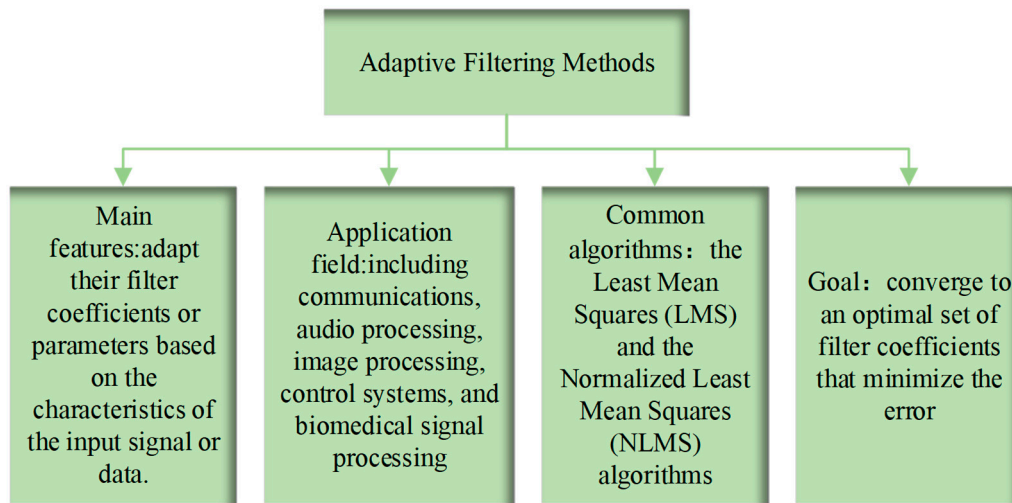 Adaptive Filtering Methods
Main
features:adapt
their filter
coefficients or
parameters based
on the
characteristics of
the input signal or
data.
Application
field:including
communications,
audio processing,
image processing,
control systems, and
biomedical signal
processing
Common
algorithms：the
Least Mean
Squares (LMS)
and the
Normalized Least
Mean Squares
(NLMS)
algorithms
Goal：converge to
an optimal set of
filter coefficients
that minimize the
error